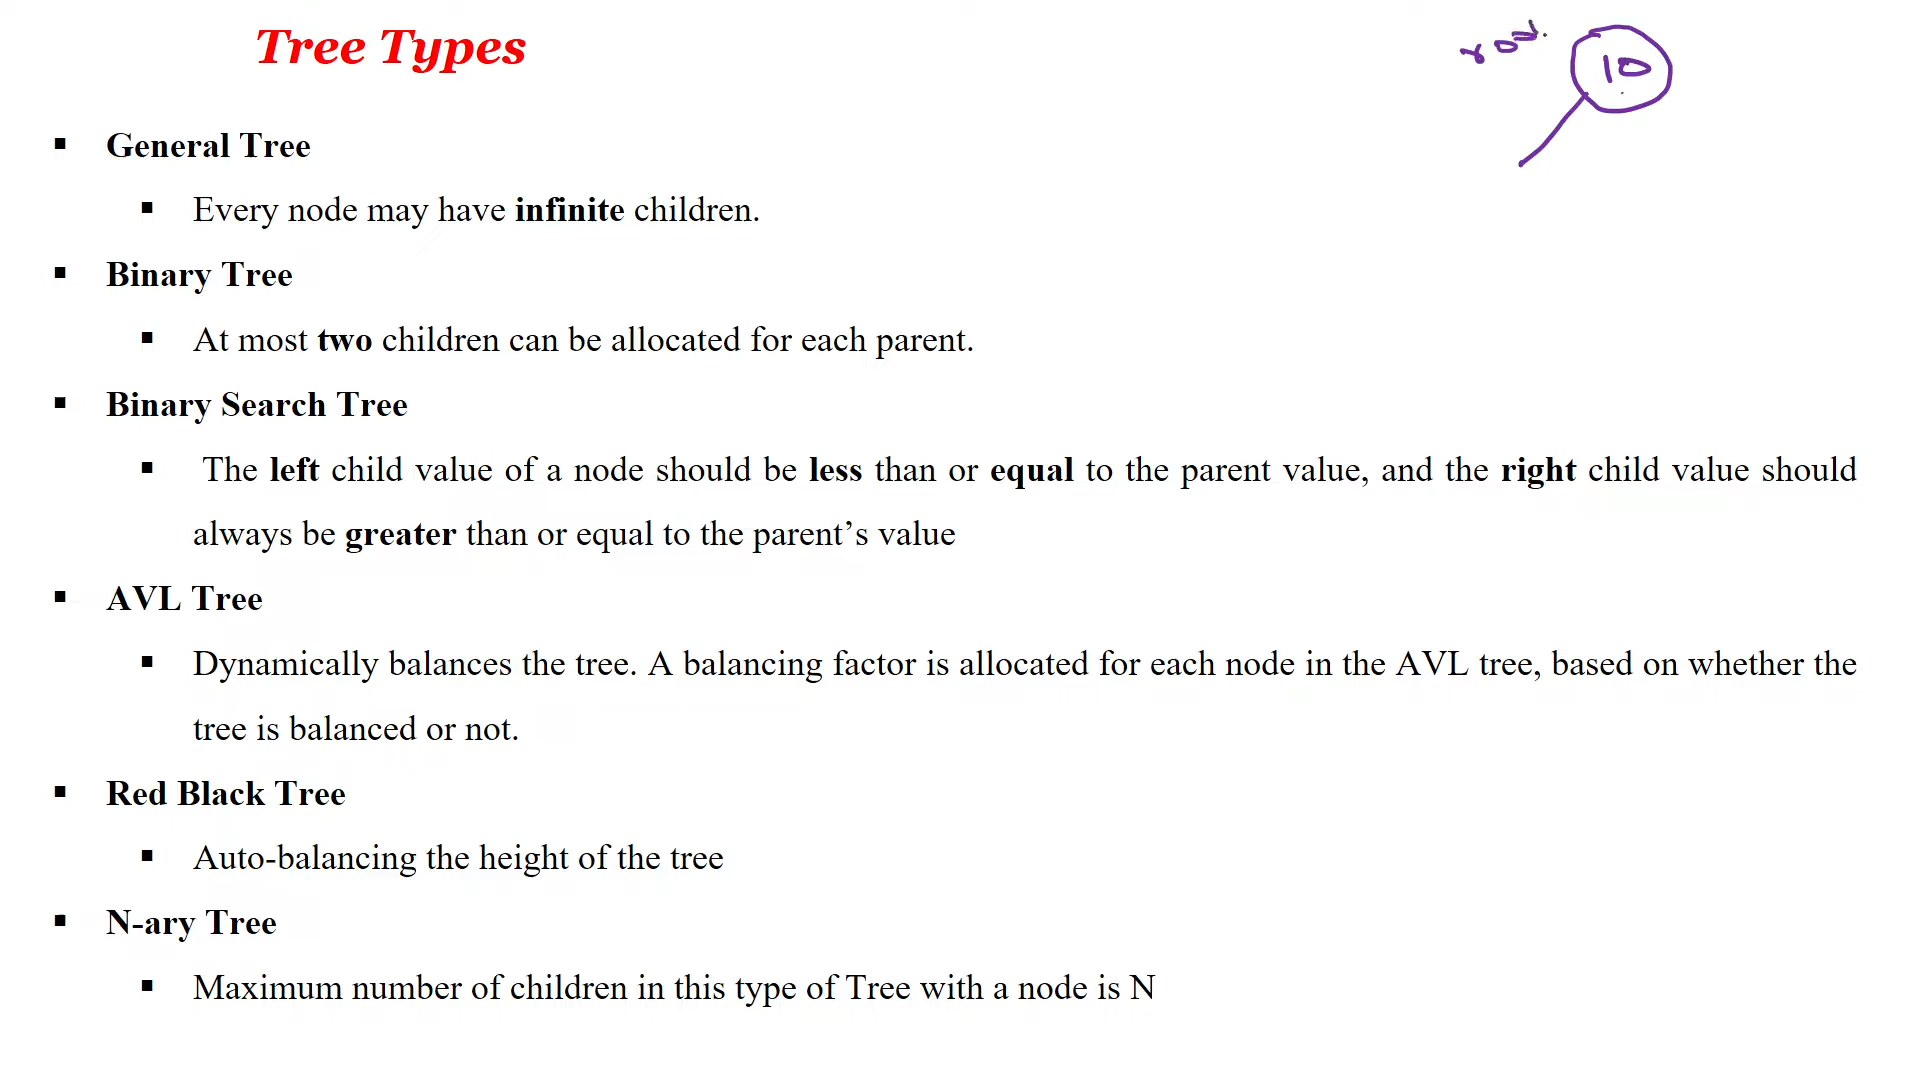 Tree Types
root
10
▪ General Tree
▪ Every node may have infinite children.
▪ Binary Tree
▪ At most two children can be allocated for each parent.
▪ Binary Search Tree
▪ The left child value of a node should be less than or equal to the parent value, and the right child value should
always be greater than or equal to the parent’s value
▪ AVL Tree
▪ Dynamically balances the tree. A balancing factor is allocated for each node in the AVL tree, based on whether the
tree is balanced or not.
▪ Red Black Tree
▪ Auto-balancing the height of the tree
▪ N-ary Tree
▪ Maximum number of children in this type of Tree with a node is N